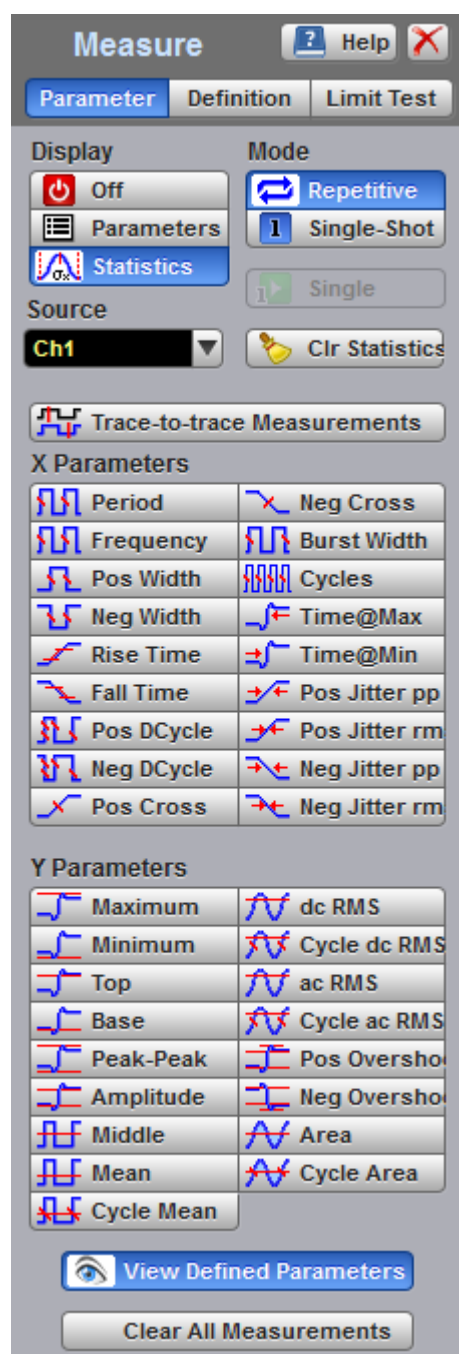 Measure
Help
Parameter Definition Limit Test
Display Mode
Off Repetitive
Parameters 1 Single-Shot
Statistics
1 Single
Source
Ch1 Clr Statistics
Trace-to-trace Measurements
X Parameters
Period Neg Cross
Frequency Burst Width
Pos Width Cycles
Neg Width Time@Max
Rise Time Time@Min
Fall Time Pos Jitter pp
Pos DCycle Pos Jitter rm
Neg DCycle Neg Jitter pp
Pos Cross Neg Jitter rm
Y Parameters
Maximum dc RMS
Minimum Cycle dc RMS
Top ac RMS
Base Cycle ac RMS
Peak-Peak Pos Oversho
Amplitude Neg Oversho
Middle Area
Mean Cycle Area
Cycle Mean
View Defined Parameters
Clear All Measurements